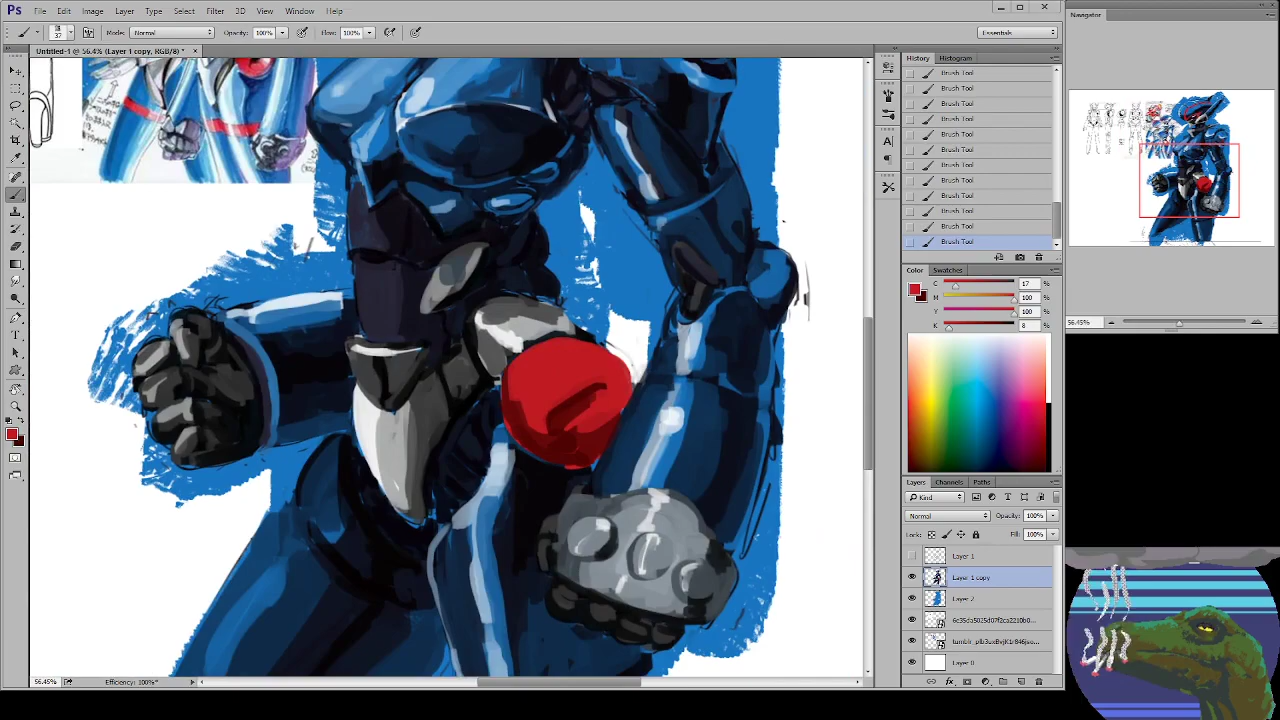 Ps File Edit Image Layer Type Select Filter 3D View Window Help
37 Mode: Normal Opacity: 100% Flow: 100% Essentials
Untitled-1 @ 56.4% (Layer 1 copy, RGB/8) * ×
Navigator
History Histogram
Brush Tool
Brush Tool
Brush Tool
Brush Tool
Brush Tool
Brush Tool
Brush Tool
Brush Tool
Brush Tool
Brush Tool
Brush Tool
Brush Tool
56.45%
Color Swatches
C 17 %
M 100 %
Y 100 %
K 8 %
Layers Channels Paths
Kind
Normal Opacity: 100%
Lock: Fill: 100%
Layer 1
Layer 1 copy
Layer 2
Layer 0
56.45% Efficiency: 100%*